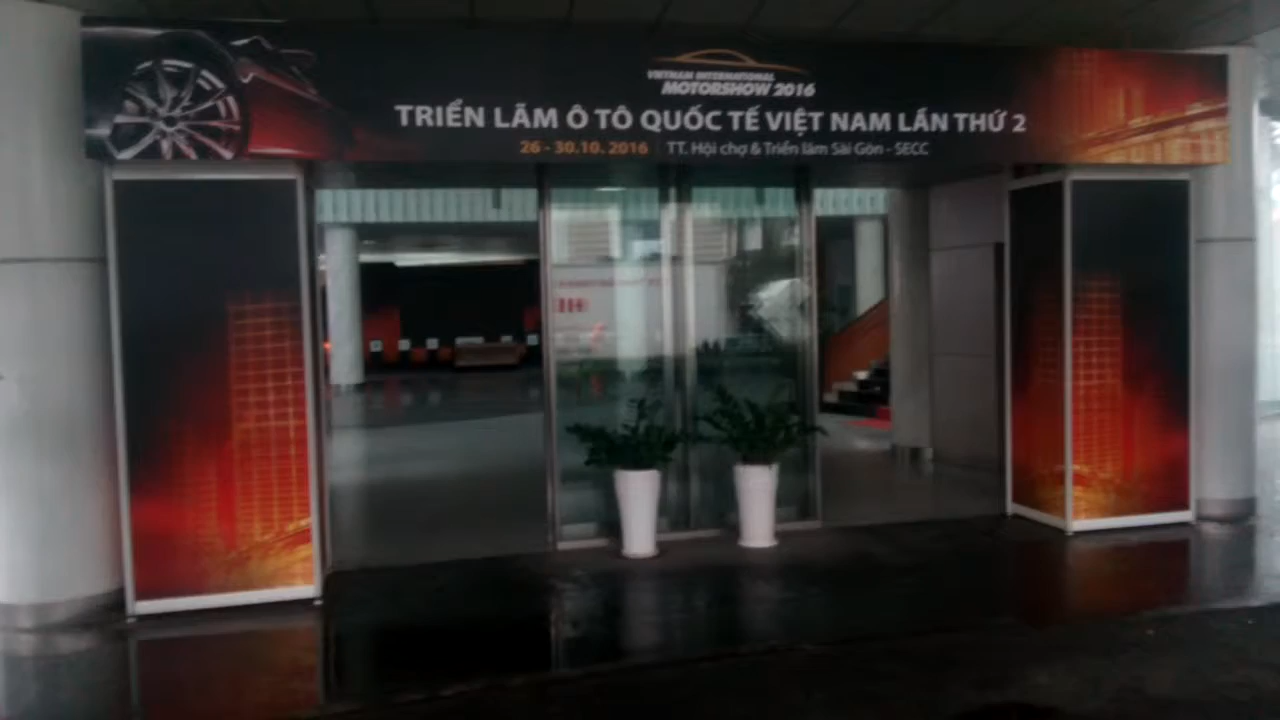 VIETNAM INTERNATIONAL
MOTORSHOW 2016
TRIỂN LÃM Ô TÔ QUỐC TẾ VIỆT NAM LẦN THỨ 2
26 - 30.10. 2016 TT. Hội chợ & Triển lãm Sài Gòn - SECC